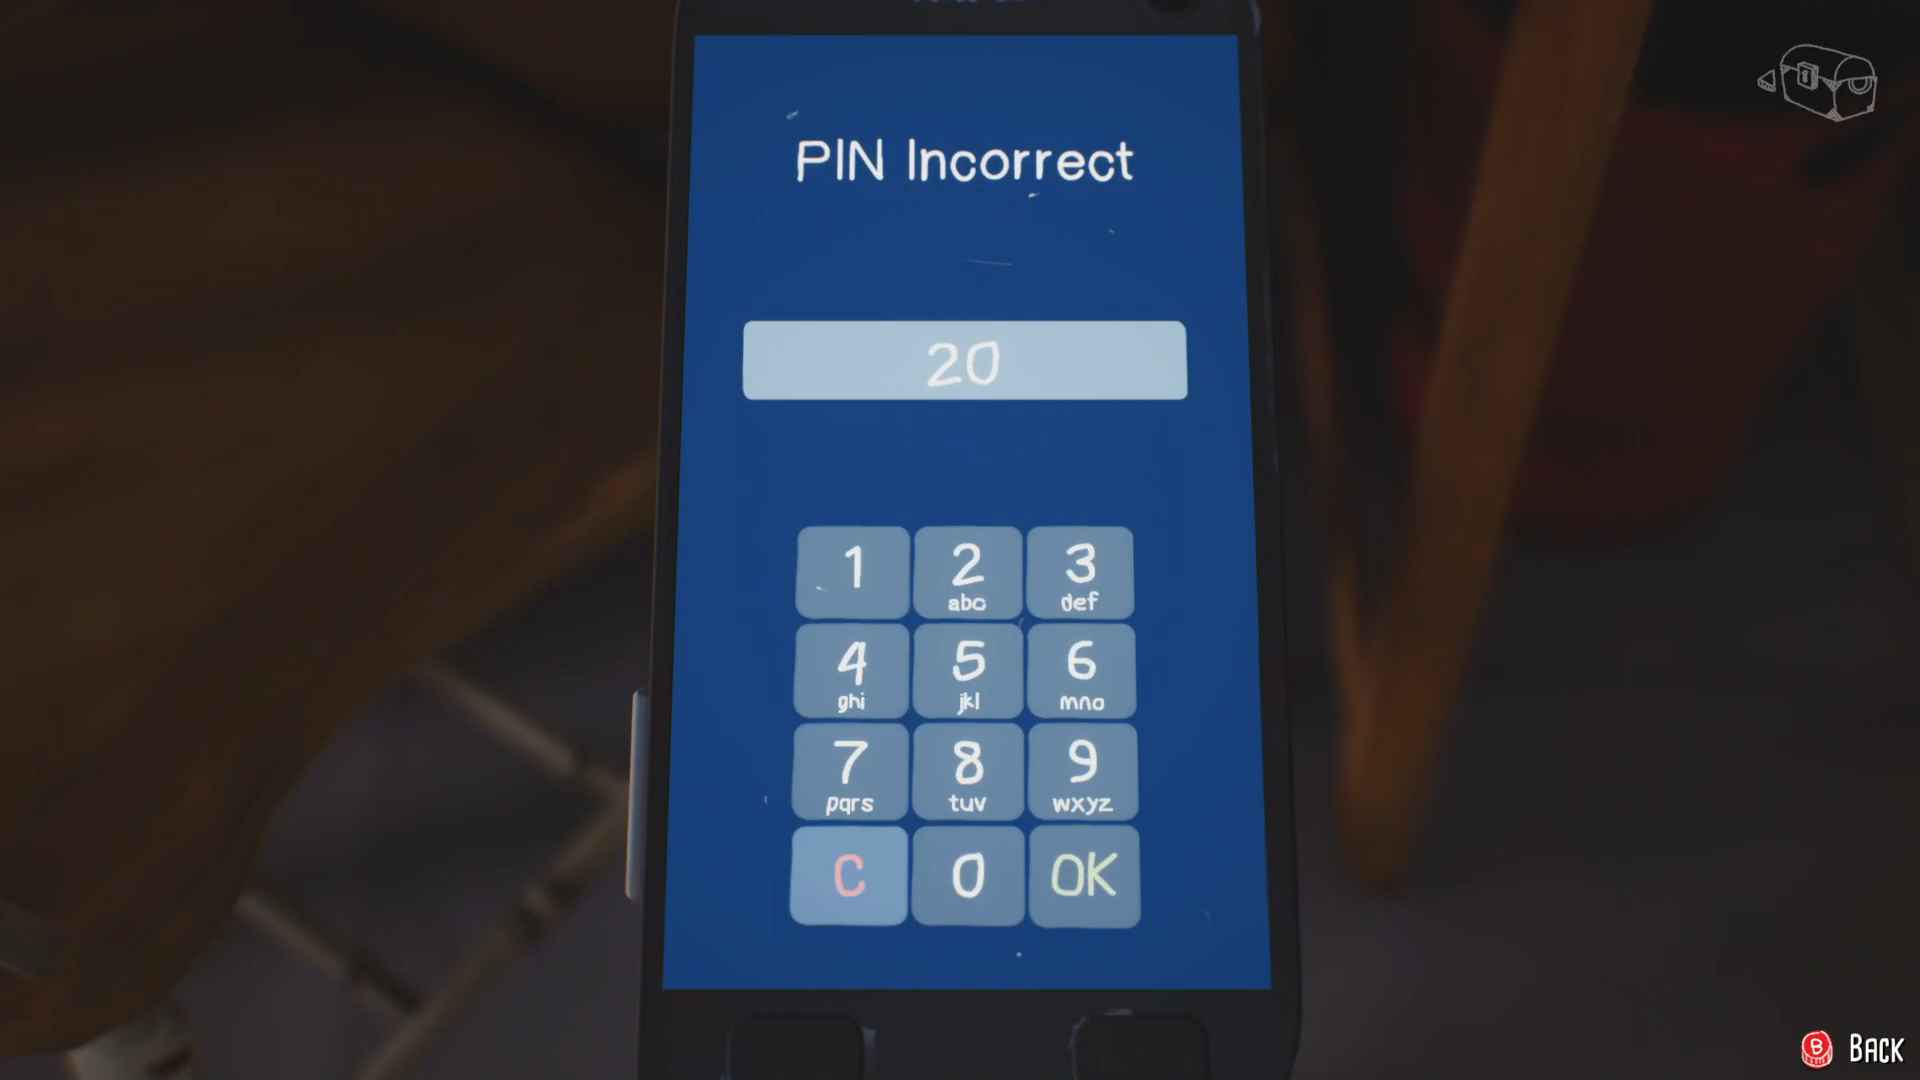 PIN Incorrect
20
1 2 3
abc def
4 5 6
ghi jkl mno
7 8 9
pqrs tuv wxyz
C 0 OK
B BACK